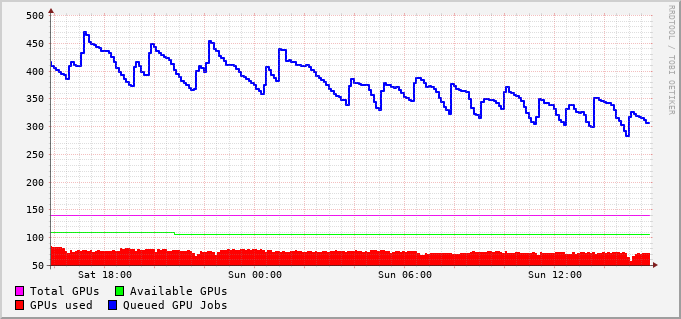 500
450
400
350
300
250
200
150
100
50
Sat 18:00 Sun 00:00 Sun 06:00 Sun 12:00
Total GPUs Available GPUs
GPUs used Queued GPU Jobs
RRDTOOL / TOBI OETIKER